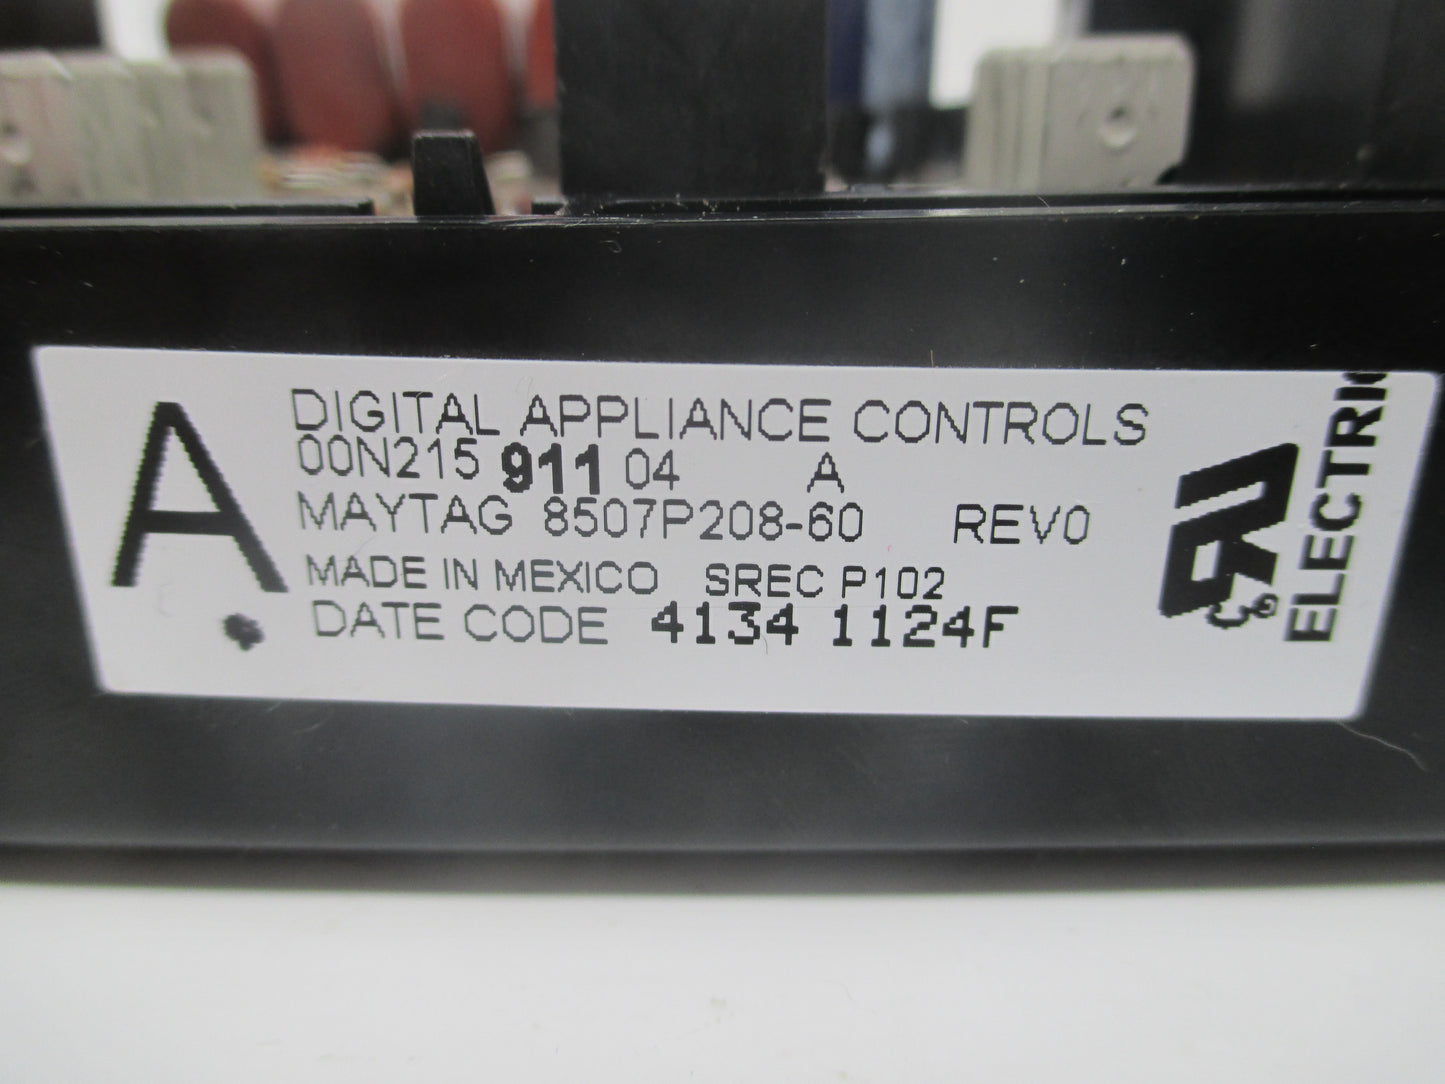 A
DIGITAL APPLIANCE CONTROLS
00N215 911 04 A
MAYTAG 8507P208-60 REV0
MADE IN MEXICO SREC P102
DATE CODE 4134 1124F
ELECTRIC